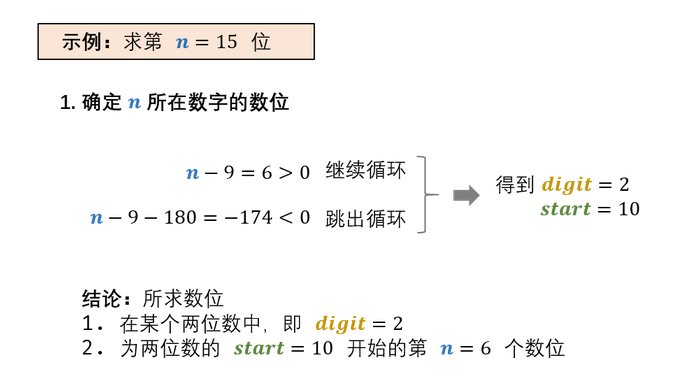 示例：求第 n = 15 位
1. 确定 n 所在数字的数位
n − 9 = 6 > 0 继续循环
n − 9 − 180 = −174 < 0 跳出循环
得到 digit = 2
start = 10
结论：所求数位
1. 在某个两位数中，即 digit = 2
2. 为两位数的 start = 10 开始的第 n = 6 个数位